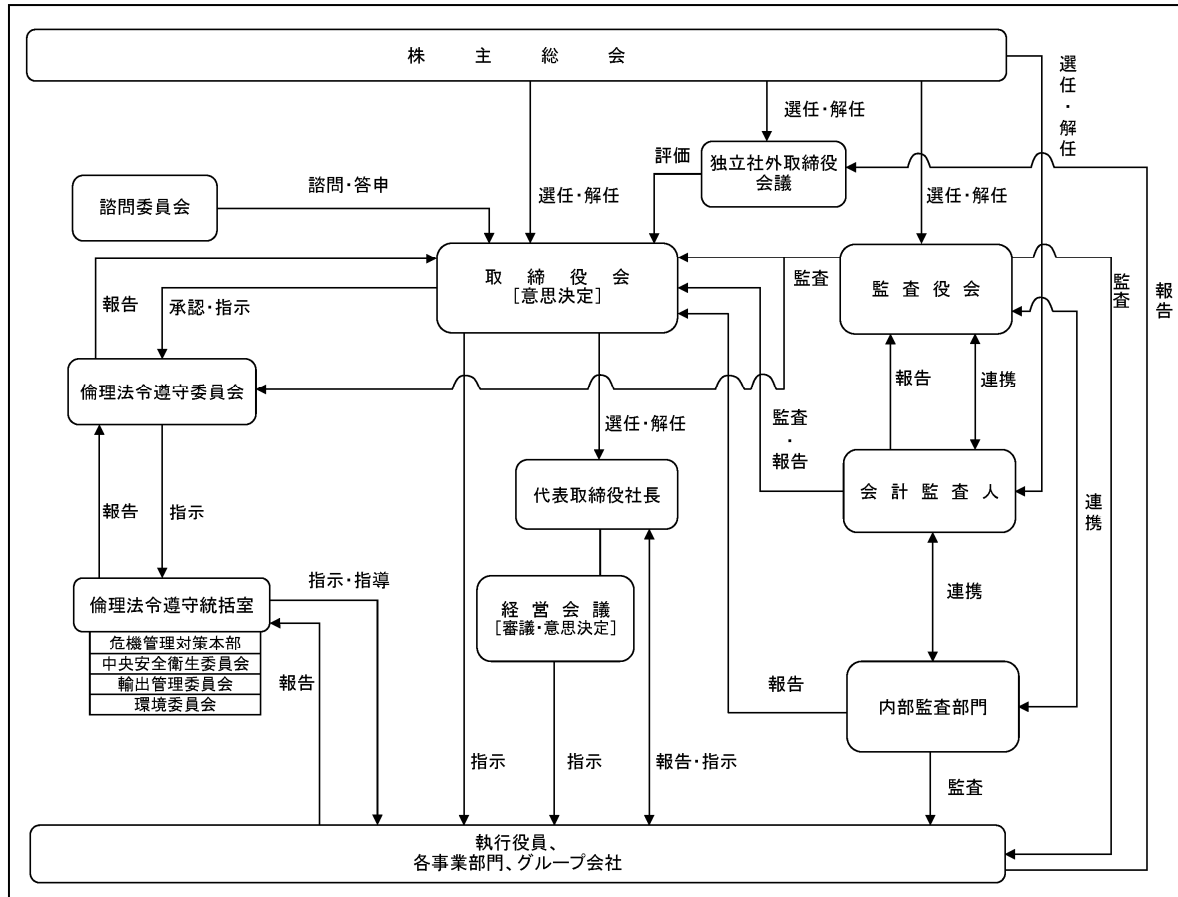 株主総会
選任・解任
選任・解任
評価
独立社外取締役
会議
諮問・答申
諮問委員会
選任・解任
選任・解任
取締役会
[意思決定]
監査
監査役会
監査
報告
報告
承認・指示
倫理法令遵守委員会
報告
連携
選任・解任
監査・報告
代表取締役社長
会計監査人
連携
報告
指示
倫理法令遵守統括室
指示・指導
経営会議
[審議・意思決定]
連携
危機管理対策本部
中央安全衛生委員会
輸出管理委員会
環境委員会
報告
報告
内部監査部門
指示
指示
報告・指示
監査
執行役員、
各事業部門、グループ会社